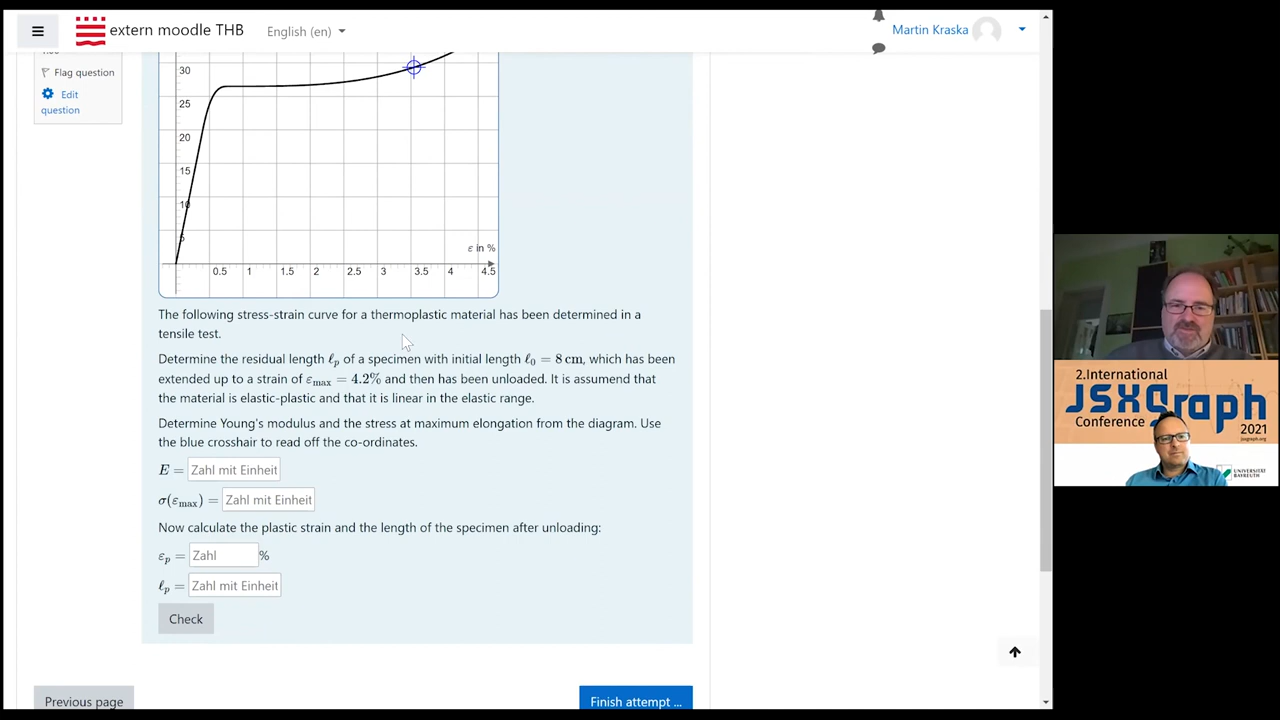 extern moodle THB
English (en)
Martin Kraska
Flag question
Edit
question
30
25
20
15
10
5
ε in %
0.5 1 1.5 2 2.5 3 3.5 4 4.5
The following stress-strain curve for a thermoplastic material has been determined in a
tensile test.
Determine the residual length ℓp of a specimen with initial length ℓ0 = 8 cm, which has been
extended up to a strain of εmax = 4.2% and then has been unloaded. It is assumend that
the material is elastic-plastic and that it is linear in the elastic range.
Determine Young's modulus and the stress at maximum elongation from the diagram. Use
the blue crosshair to read off the co-ordinates.
E = Zahl mit Einheit
σ(εmax) = Zahl mit Einheit
Now calculate the plastic strain and the length of the specimen after unloading:
εp = Zahl %
ℓp = Zahl mit Einheit
Check
Previous page
Finish attempt ...
2.International
JSXGraph
Conference 2021
jsxgraph.org
UNIVERSITÄT
BAYREUTH